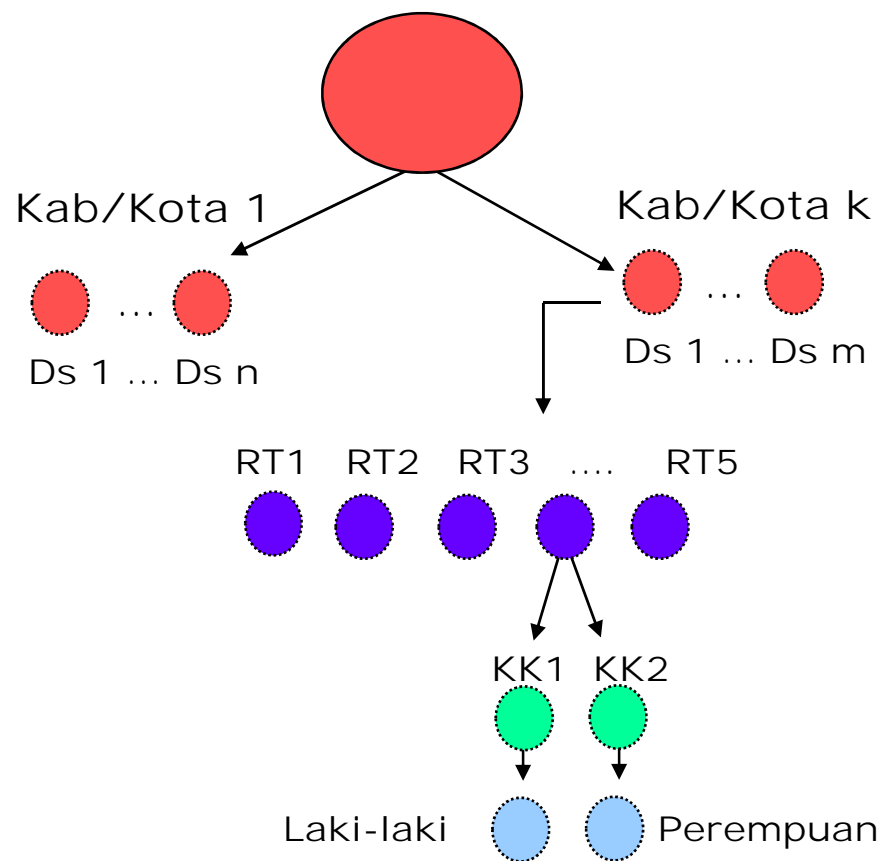 Kab/Kota 1
Kab/Kota k
...
...
Ds 1 ... Ds n
Ds 1 ... Ds m
RT1 RT2 RT3 .... RT5
KK1 KK2
Laki-laki
Perempuan